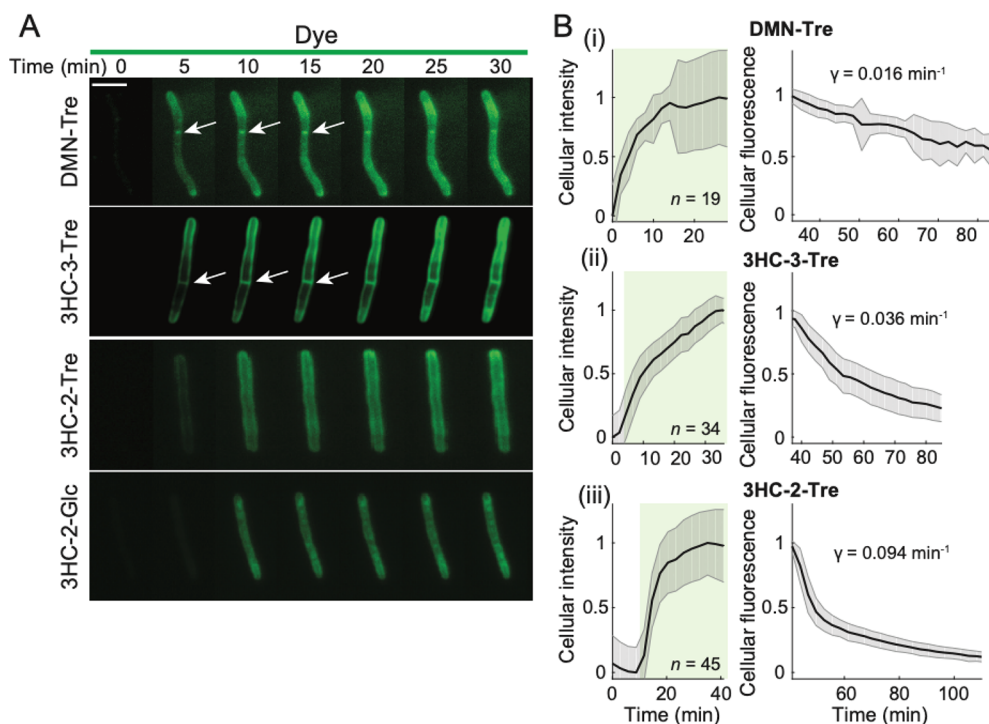 A
Dye
Time (min) 0 5 10 15 20 25 30
DMN-Tre
3HC-3-Tre
3HC-2-Tre
3HC-2-Glc
B
DMN-Tre
(i)
Cellular intensity
1
0.5
0
n = 19
0 10 20
Cellular fluorescence
1
0.5
0
γ = 0.016 min-1
40 50 60 70 80
3HC-3-Tre
(ii)
Cellular intensity
1
0.5
0
n = 34
0 10 20 30
Cellular fluorescence
1
0.5
0
γ = 0.036 min-1
40 50 60 70 80
3HC-2-Tre
(iii)
Cellular intensity
1
0.5
0
n = 45
0 10 20 30 40
Time (min)
Cellular fluorescence
1
0.5
0
γ = 0.094 min-1
60 80 100
Time (min)